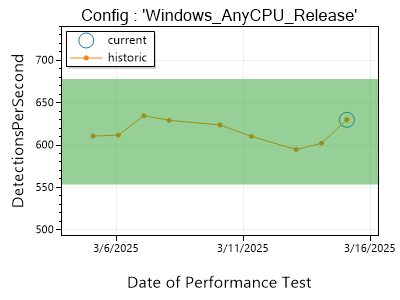 Config : 'Windows_AnyCPU_Release'
current
historic
DetectionsPerSecond
700
650
600
550
500
3/6/2025
3/11/2025
3/16/2025
Date of Performance Test